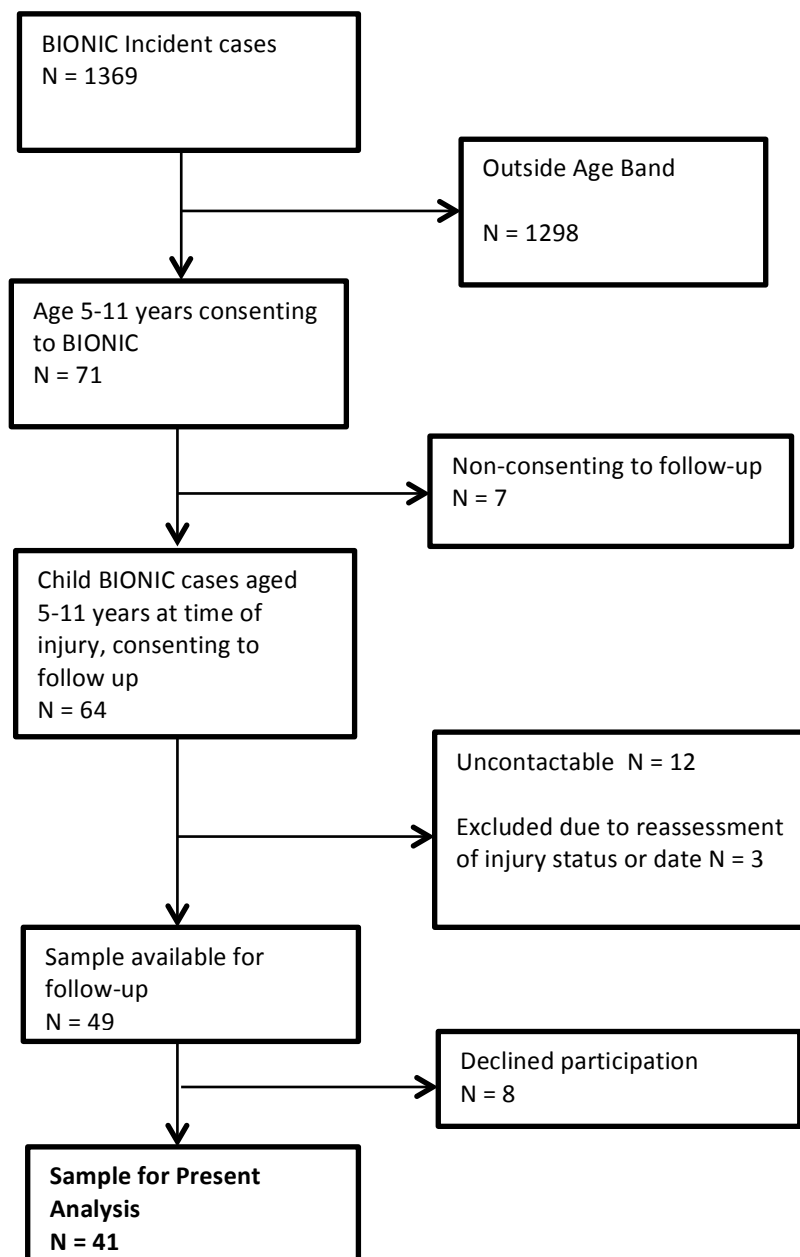 BIONIC Incident cases
N = 1369
Outside Age Band
N = 1298
Age 5-11 years consenting
to BIONIC
N = 71
Non-consenting to follow-up
N = 7
Child BIONIC cases aged
5-11 years at time of
injury, consenting to
follow up
N = 64
Uncontactable  N = 12
Excluded due to reassessment
of injury status or date N = 3
Sample available for
follow-up
N = 49
Declined participation
N = 8
Sample for Present
Analysis
N = 41